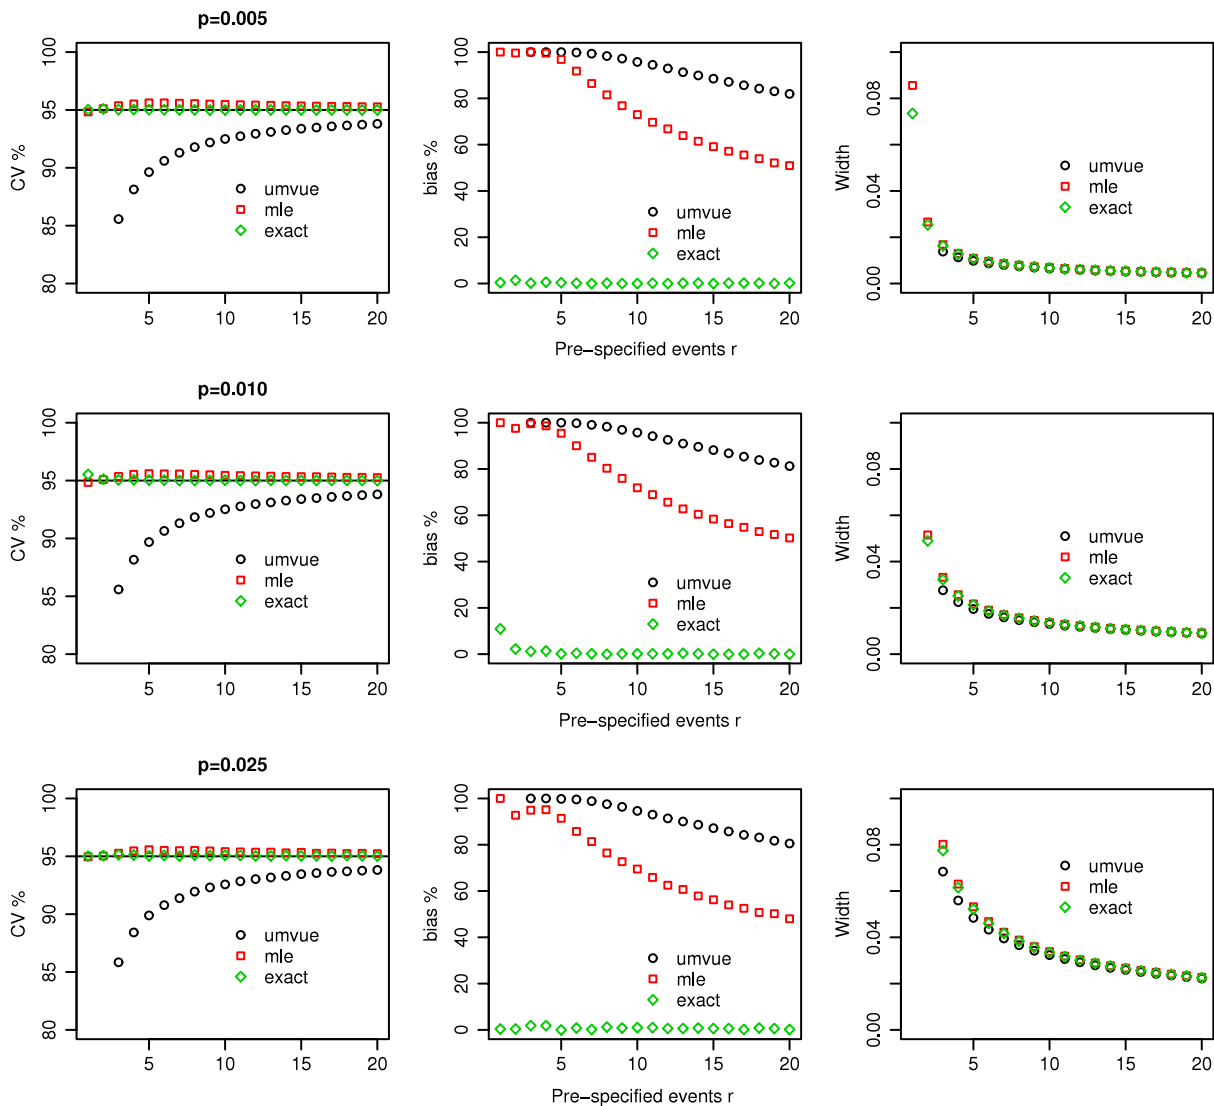 p=0.005
CV %
80 85 90 95 100
5 10 15 20
umvue
mle
exact
bias %
0 20 40 60 80 100
5 10 15 20
Pre−specified events r
umvue
mle
exact
Width
0.00 0.04 0.08
5 10 15 20
umvue
mle
exact
p=0.010
CV %
80 85 90 95 100
5 10 15 20
umvue
mle
exact
bias %
0 20 40 60 80 100
5 10 15 20
Pre−specified events r
umvue
mle
exact
Width
0.00 0.04 0.08
5 10 15 20
umvue
mle
exact
p=0.025
CV %
80 85 90 95 100
5 10 15 20
umvue
mle
exact
bias %
0 20 40 60 80 100
5 10 15 20
Pre−specified events r
umvue
mle
exact
Width
0.00 0.04 0.08
5 10 15 20
umvue
mle
exact